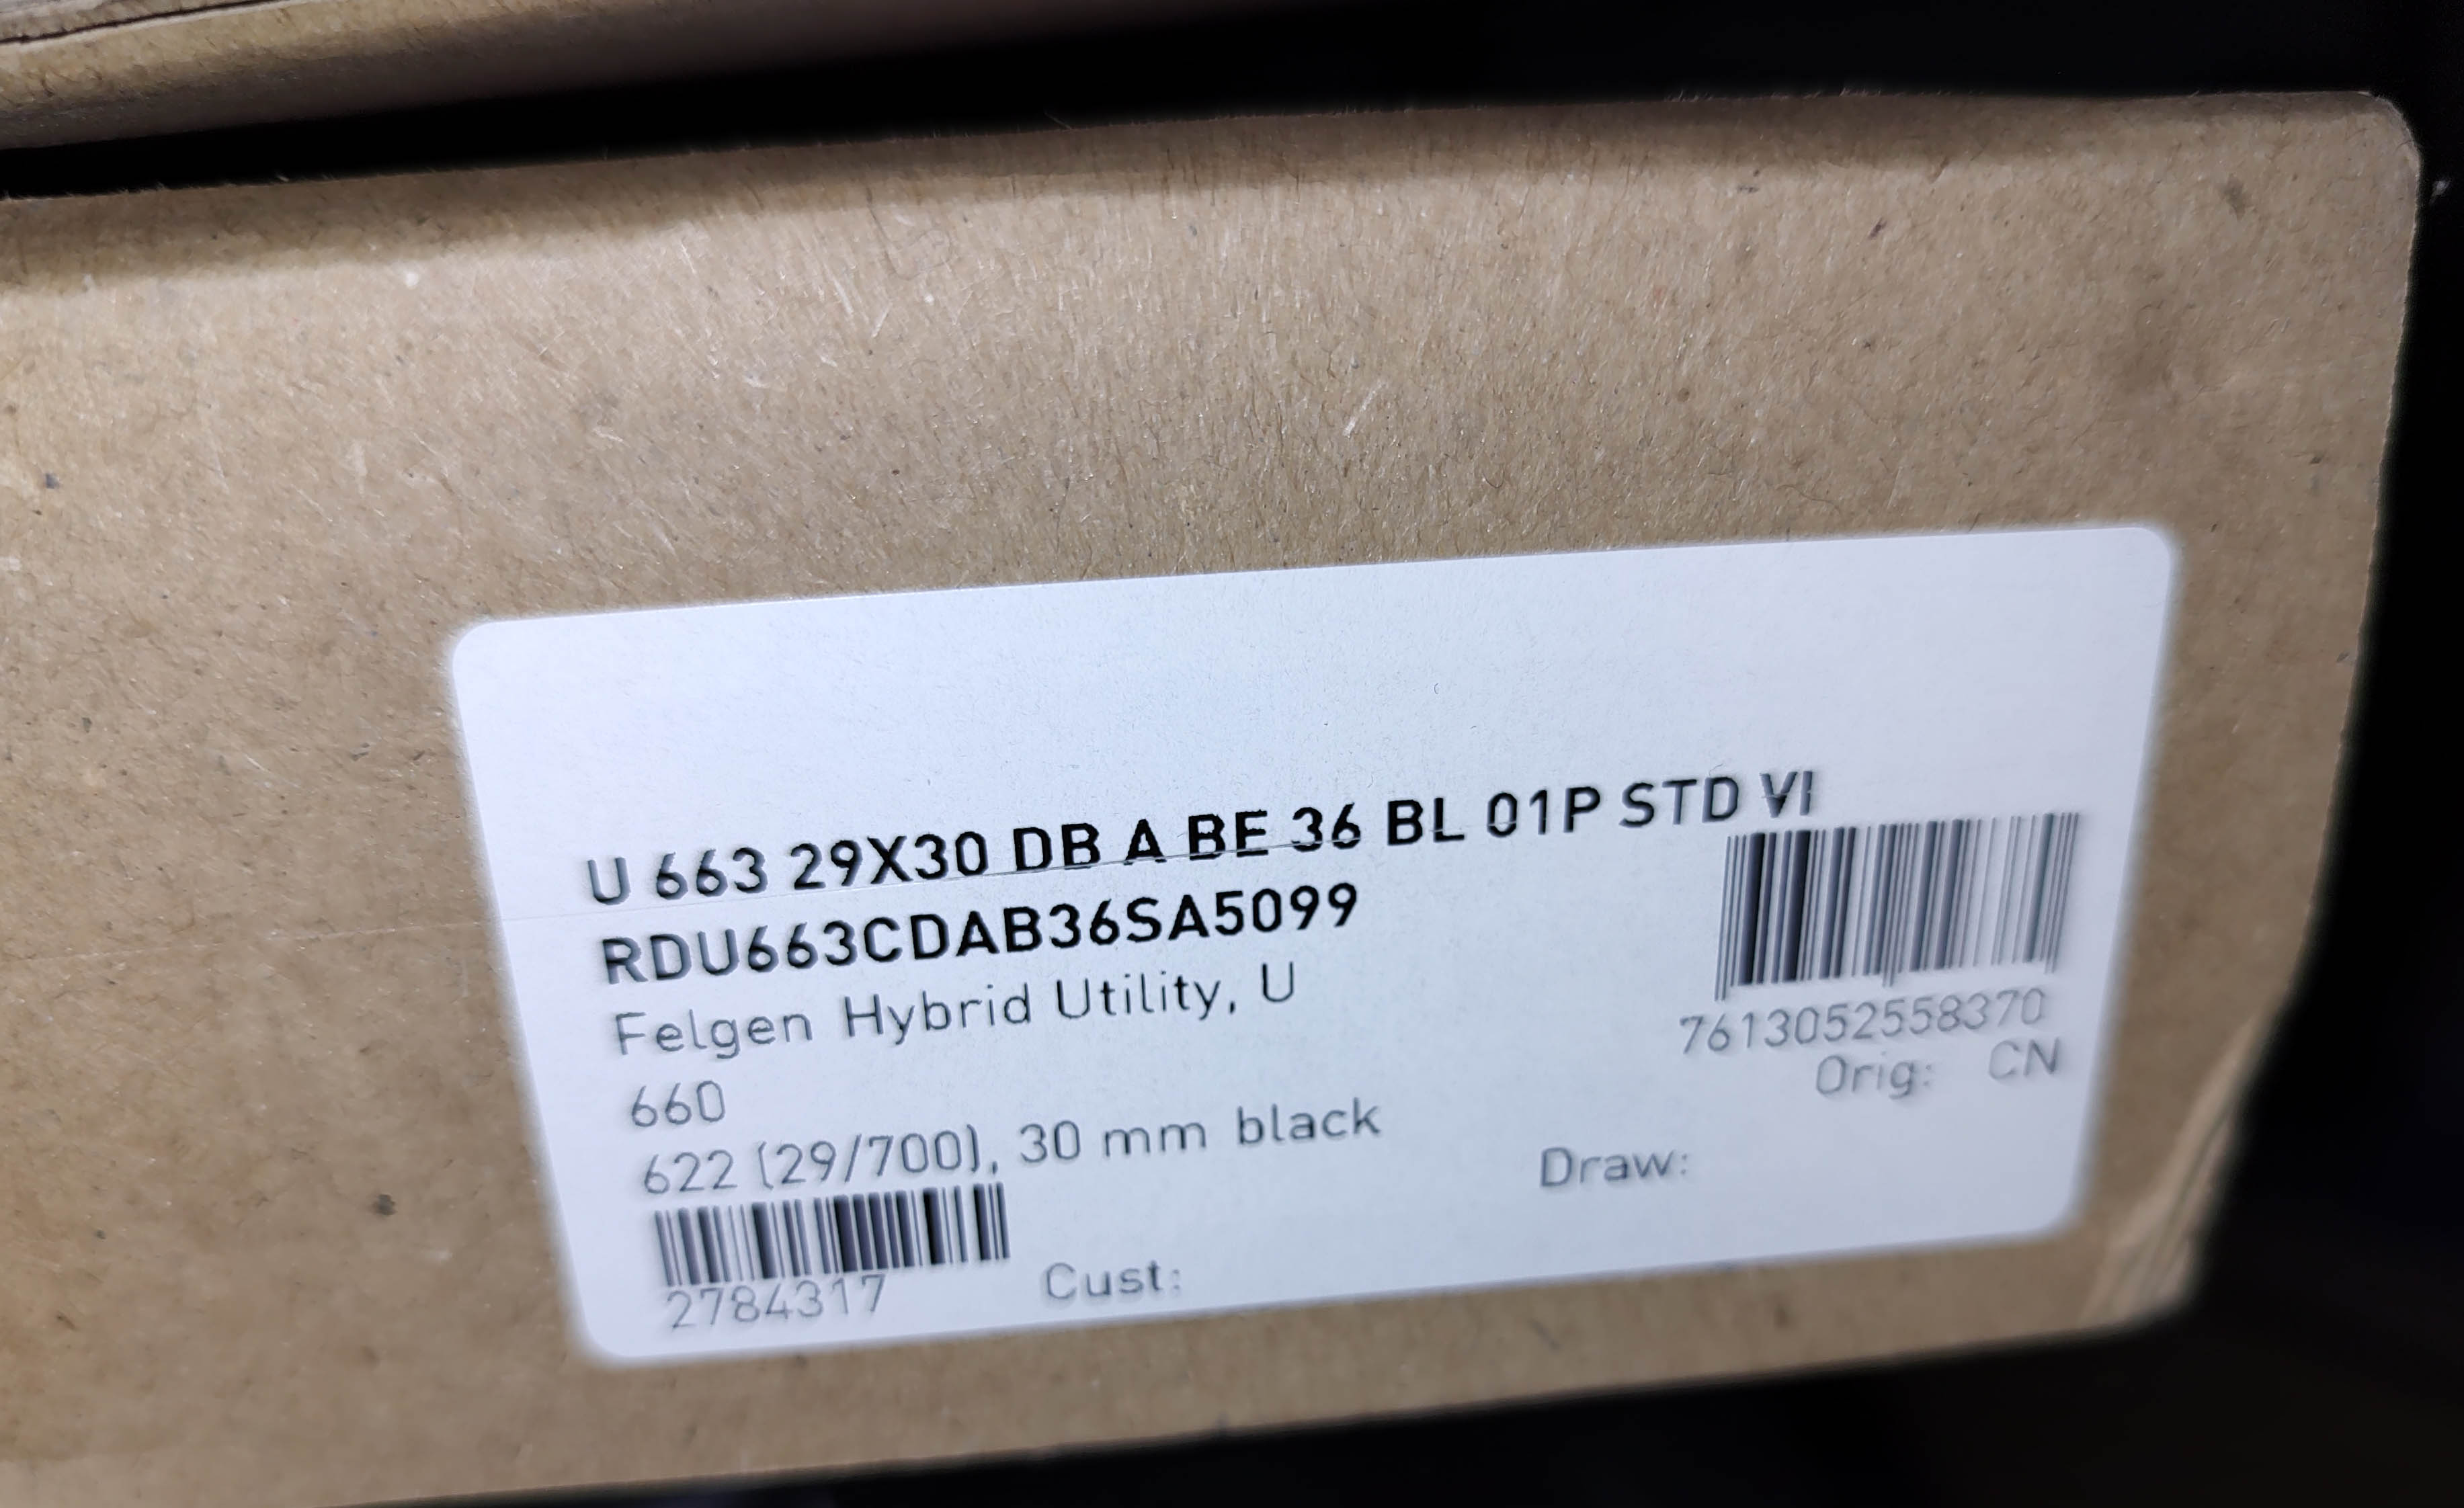 U 663 29X30 DB A BE 36 BL 01P STD VI
RDU663CDAB36SA5099
Felgen Hybrid Utility, U
660
622 (29/700), 30 mm black
7613052558370
Orig: CN
Draw:
2784317
Cust: